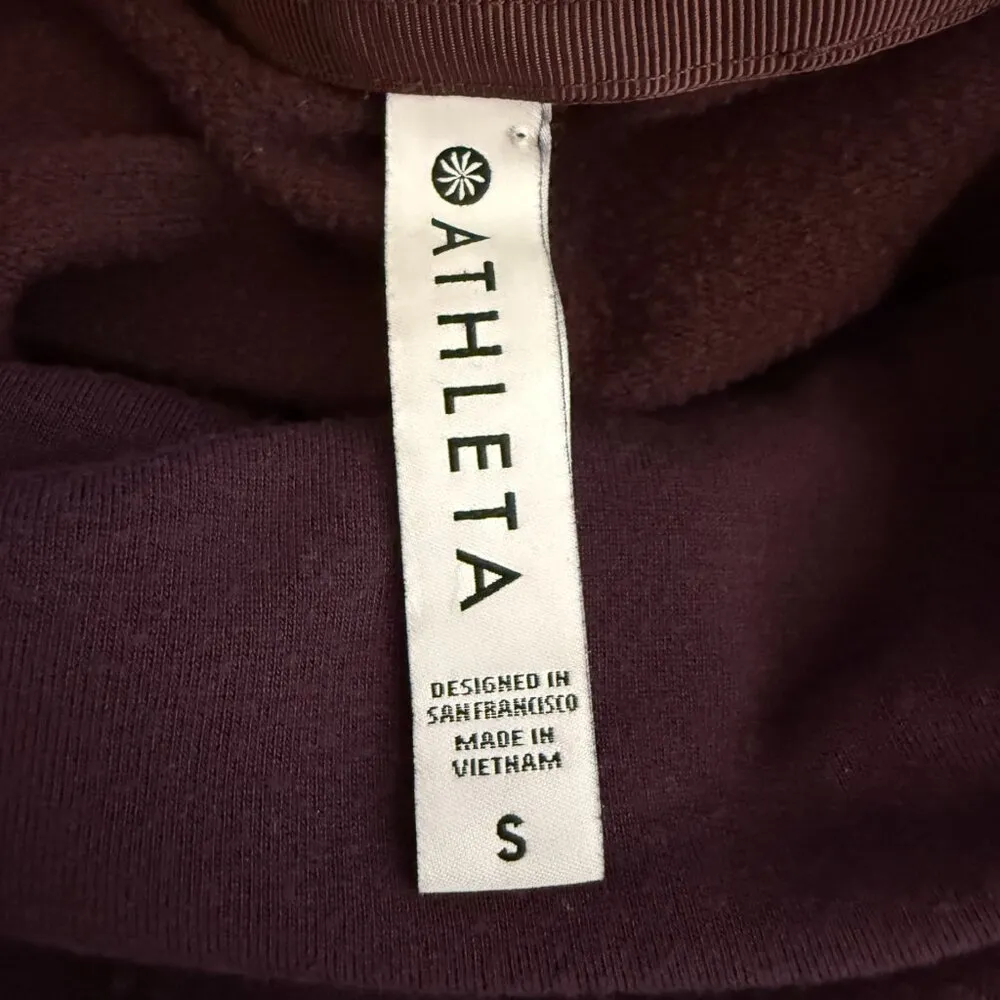 ATHLETA
DESIGNED IN
SAN FRANCISCO
MADE IN
VIETNAM
S